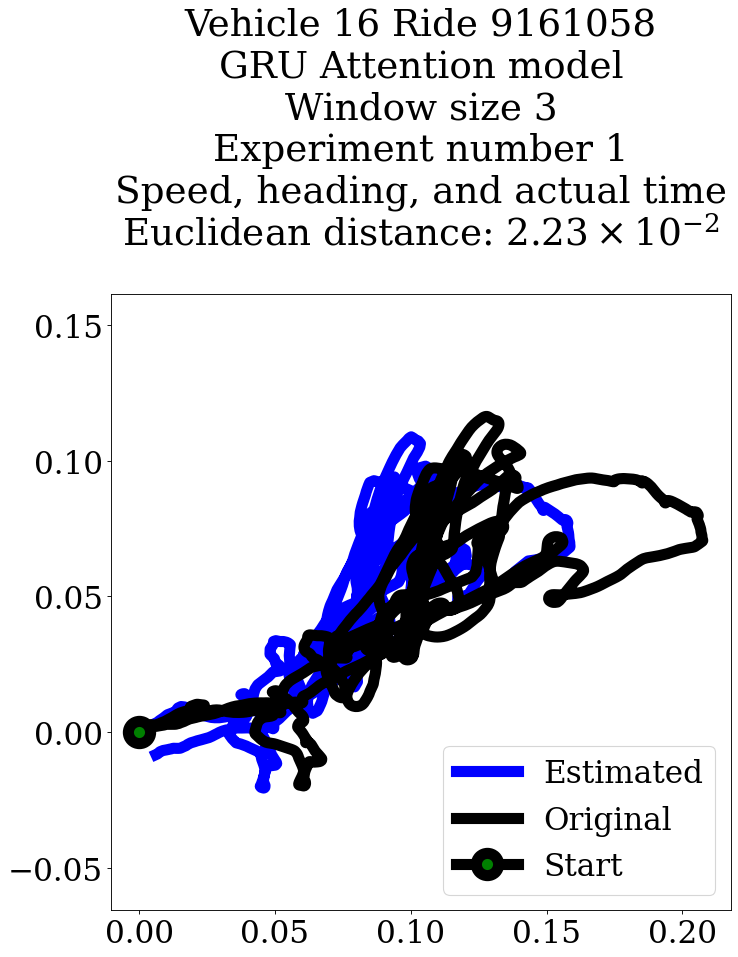 Vehicle 16 Ride 9161058
GRU Attention model
Window size 3
Experiment number 1
Speed, heading, and actual time
Euclidean distance: 2.23 × 10⁻²
0.15
0.10
0.05
0.00
−0.05
Estimated
Original
Start
0.00 0.05 0.10 0.15 0.20